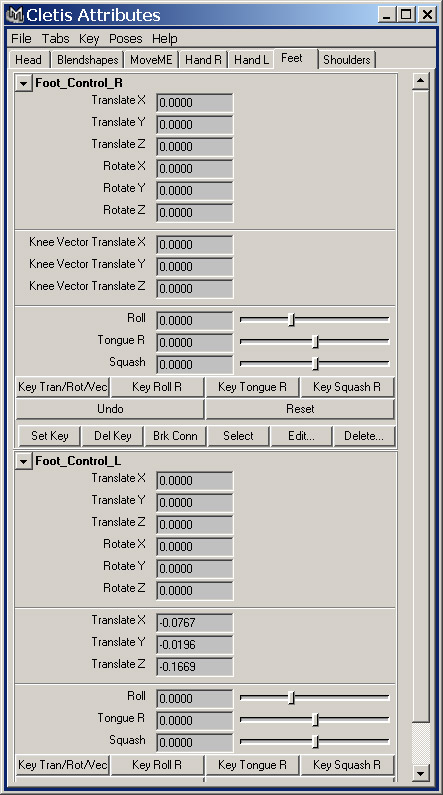 Cletis Attributes
File Tabs Key Poses Help
Head Blendshapes MoveME Hand R Hand L Feet Shoulders
Foot_Control_R
Translate X 0.0000
Translate Y 0.0000
Translate Z 0.0000
Rotate X 0.0000
Rotate Y 0.0000
Rotate Z 0.0000
Knee Vector Translate X 0.0000
Knee Vector Translate Y 0.0000
Knee Vector Translate Z 0.0000
Roll 0.0000
Tongue R 0.0000
Squash 0.0000
Key Tran/Rot/Vec Key Roll R Key Tongue R Key Squash R
Undo Reset
Set Key Del Key Brk Conn Select Edit... Delete...
Foot_Control_L
Translate X 0.0000
Translate Y 0.0000
Translate Z 0.0000
Rotate X 0.0000
Rotate Y 0.0000
Rotate Z 0.0000
Translate X -0.0767
Translate Y -0.0196
Translate Z -0.1669
Roll 0.0000
Tongue R 0.0000
Squash 0.0000
Key Tran/Rot/Vec Key Roll R Key Tongue R Key Squash R